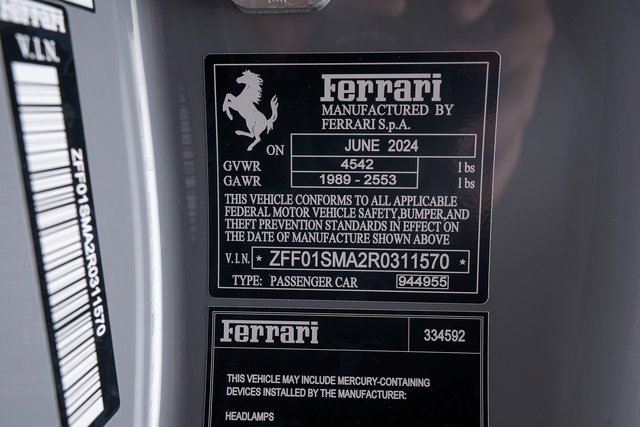 Ferrari
V.I.N.
ZFF01SMA2R0311570
Ferrari
MANUFACTURED BY
FERRARI S.p.A.
ON JUNE 2024
GVWR 4542 lbs
GAWR 1989 - 2553 lbs
THIS VEHICLE CONFORMS TO ALL APPLICABLE
FEDERAL MOTOR VEHICLE SAFETY,BUMPER,AND
THEFT PREVENTION STANDARDS IN EFFECT ON
THE DATE OF MANUFACTURE SHOWN ABOVE
V.I.N. * ZFF01SMA2R0311570 *
TYPE: PASSENGER CAR 944955
Ferrari 334592
THIS VEHICLE MAY INCLUDE MERCURY-CONTAINING
DEVICES INSTALLED BY THE MANUFACTURER:
HEADLAMPS